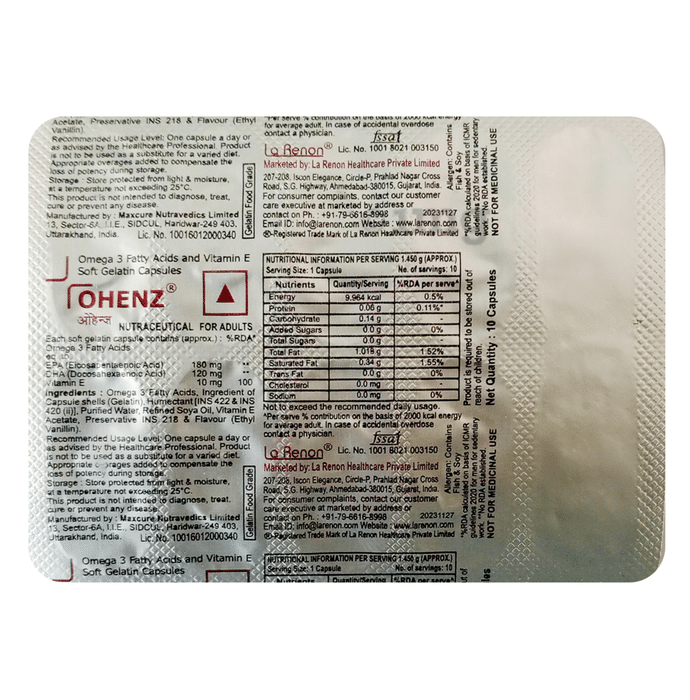 Acetate, Preservative INS 218 & Flavour (Ethyl
Vanillin).
Recommended Usage Level: One capsule a day or
as advised by the Healthcare Professional. Product
is not to be used as a substitute for a varied diet.
Appropriate overages added to compensate the
loss of potency during storage.
Storage : Store protected from light & moisture,
at a temperature not exceeding 25°C.
This product is not intended to diagnose, treat,
cure or prevent any disease.
Manufactured by : Maxcure Nutravedics Limited
13, Sector-6A, I.I.E., SIDCUL, Haridwar-249 403,
Uttarakhand, India. Lic. No. 10016012000340
Gelatin Food Grade
*Per serve % contribution on the basis of 2000 kcal energy
for average adult. In case of accidental overdose
contact a physician.
fssai
La Renon® Lic. No. 1001 8021 003150
Marketed by: La Renon Healthcare Private Limited
207-208, Iscon Elegance, Circle-P, Prahlad Nagar Cross
Road, S.G. Highway, Ahmedabad-380015, Gujarat, India.
For consumer complaints, contact our customer
care executive at marketed by address or
contact on Ph. : +91-79-6616-8998 20231127
Email ID: info@larenon.com Website : www.larenon.com
®-Registered Trade Mark of La Renon Healthcare Private Limited
Allergen: Contains
Fish & Soy
*%RDA calculated on basis of ICMR
guidelines 2020 for men for sedentary
work. **No RDA established.
NOT FOR MEDICINAL USE
Omega 3 Fatty Acids and Vitamin E
Soft Gelatin Capsules
OHENZ®
ओहेन्ज
NUTRACEUTICAL FOR ADULTS
Each soft gelatin capsule contains (approx.) : %RDA*
Omega 3 Fatty Acids
eq. to.
EPA (Eicosapentaenoic Acid) 180 mg **
DHA (Docosahexaenoic Acid) 120 mg **
Vitamin E 10 mg 100
Ingredients : Omega 3 Fatty Acids, Ingredient of
Capsule shells (Gelatin), Humectant [INS 422 & INS
420 (ii)], Purified Water, Refined Soya Oil, Vitamin E
Acetate, Preservative INS 218 & Flavour (Ethyl
Vanillin).
Recommended Usage Level: One capsule a day or
as advised by the Healthcare Professional. Product
is not to be used as a substitute for a varied diet.
Appropriate overages added to compensate the
loss of potency during storage.
Storage : Store protected from light & moisture,
at a temperature not exceeding 25°C.
This product is not intended to diagnose, treat,
cure or prevent any disease.
Manufactured by : Maxcure Nutravedics Limited
13, Sector-6A, I.I.E., SIDCUL, Haridwar-249 403,
Uttarakhand, India. Lic. No. 10016012000340
Gelatin Food Grade
NUTRITIONAL INFORMATION PER SERVING 1.450 g (APPROX.)
Serving Size: 1 Capsule No. of servings: 10
Nutrients Quantity/Serving %RDA per serve^
Energy 9.964 kcal 0.5%
Protein 0.06 g 0.11%*
Carbohydrate 0.14 g -
Added Sugars 0.0 g 0%
Total Sugars 0.0 g -
Total Fat 1.018 g 1.52%
Saturated Fat 0.34 g 1.55%
Trans Fat 0.0 g 0%
Cholesterol 0.0 mg -
Sodium 0.0 mg 0%
Not to exceed the recommended daily usage.
^Per serve % contribution on the basis of 2000 kcal energy
for average adult. In case of accidental overdose
contact a physician.
fssai
La Renon® Lic. No. 1001 8021 003150
Marketed by: La Renon Healthcare Private Limited
207-208, Iscon Elegance, Circle-P, Prahlad Nagar Cross
Road, S.G. Highway, Ahmedabad-380015, Gujarat, India.
For consumer complaints, contact our customer
care executive at marketed by address or
contact on Ph. : +91-79-6616-8998 20231127
Email ID: info@larenon.com Website : www.larenon.com
®-Registered Trade Mark of La Renon Healthcare Private Limited
Product is required to be stored out of
reach of children.
Net Quantity : 10 Capsules
Allergen: Contains
Fish & Soy
*%RDA calculated on basis of ICMR
guidelines 2020 for men for sedentary
work. **No RDA established.
NOT FOR MEDICINAL USE
Omega 3 Fatty Acids and Vitamin E
Soft Gelatin Capsules
NUTRITIONAL INFORMATION PER SERVING 1.450 g (APPROX.)
Serving Size: 1 Capsule No. of servings: 10
Nutrients Quantity/Serving %RDA per serve^